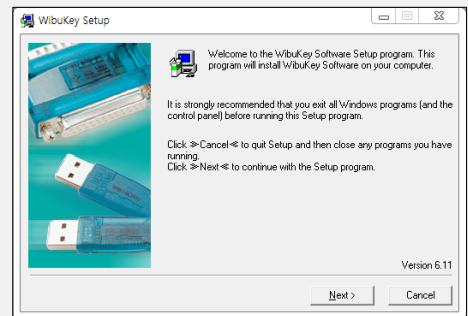 WibuKey Setup
Welcome to the WibuKey Software Setup program. This
program will install WibuKey Software on your computer.
It is strongly recommended that you exit all Windows programs (and the
control panel) before running this Setup program.
Click ≫Cancel≪ to quit Setup and then close any programs you have
running.
Click ≫Next≪ to continue with the Setup program.
Version 6.11
Next >
Cancel